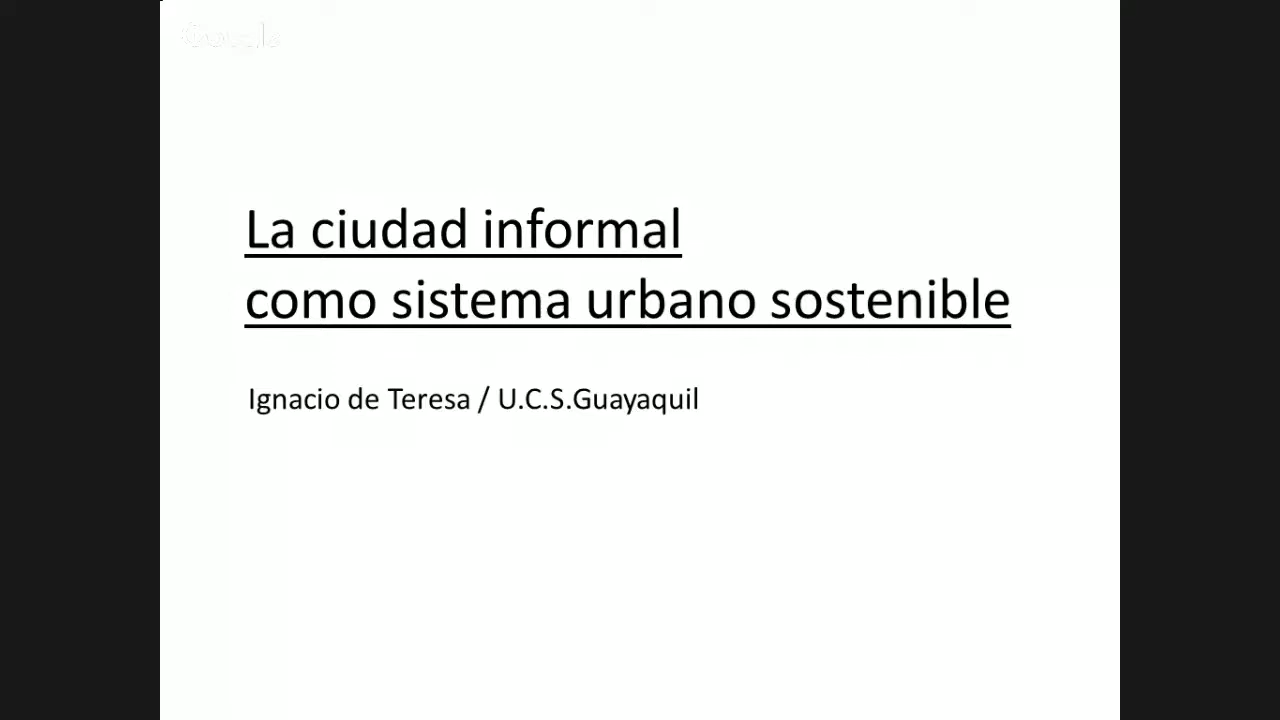 La ciudad informal
como sistema urbano sostenible
Ignacio de Teresa / U.C.S.Guayaquil